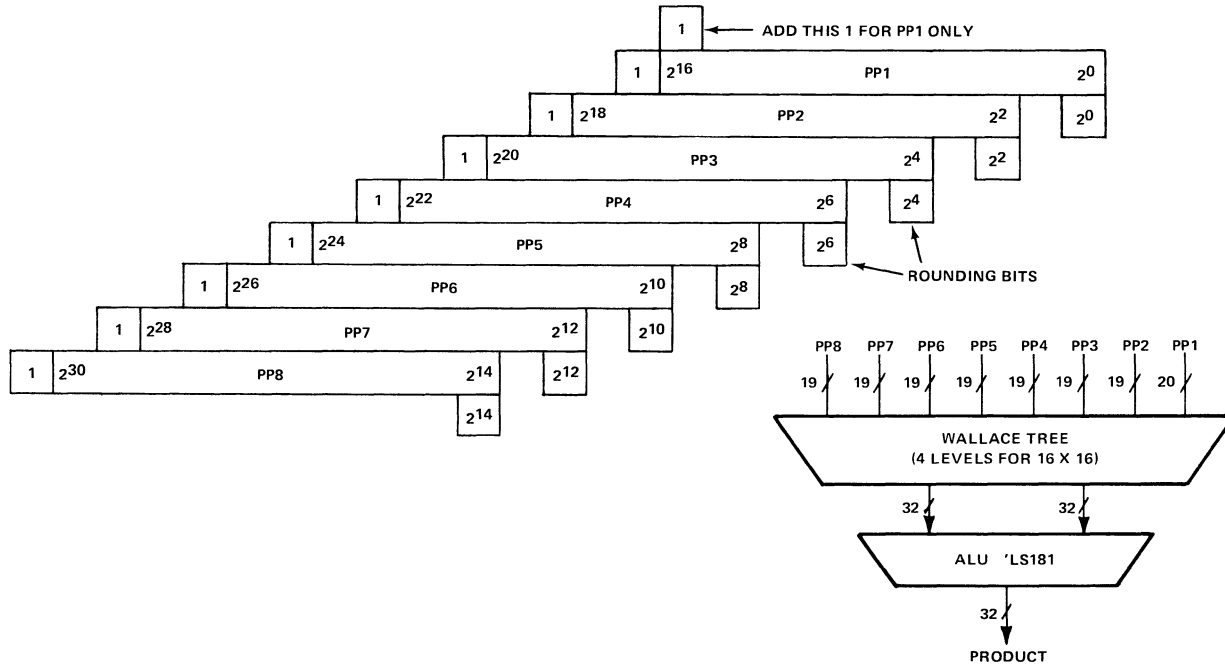 1 ADD THIS 1 FOR PP1 ONLY
1 2^16 PP1 2^0
1 2^18 PP2 2^2 2^0
1 2^20 PP3 2^4 2^2
1 2^22 PP4 2^6 2^4
1 2^24 PP5 2^8 2^6
ROUNDING BITS
1 2^26 PP6 2^10 2^8
1 2^28 PP7 2^12 2^10
1 2^30 PP8 2^14 2^12
2^14
PP8 PP7 PP6 PP5 PP4 PP3 PP2 PP1
19 19 19 19 19 19 19 20
WALLACE TREE
(4 LEVELS FOR 16 X 16)
32 32
ALU 'LS181
32
PRODUCT